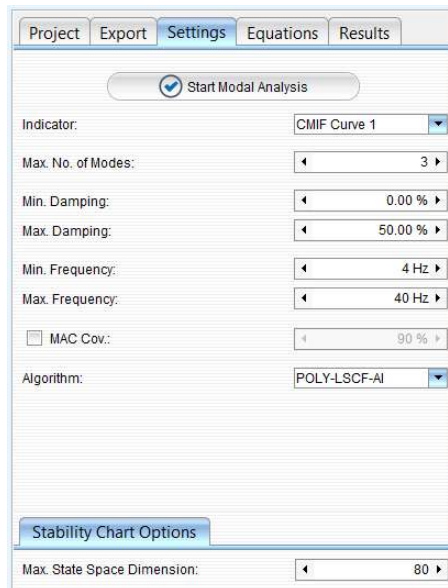 Project Export Settings Equations Results
Start Modal Analysis
Indicator: CMIF Curve 1
Max. No. of Modes: 3
Min. Damping: 0.00 %
Max. Damping: 50.00 %
Min. Frequency: 4 Hz
Max. Frequency: 40 Hz
MAC Cov.: 90 %
Algorithm: POLY-LSCF-AI
Stability Chart Options
Max. State Space Dimension: 80